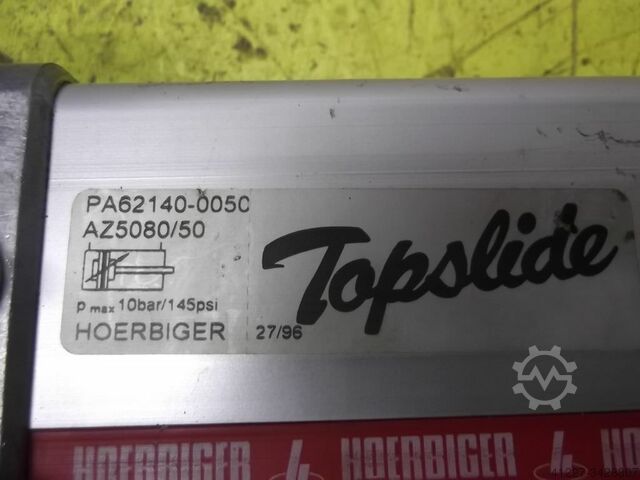 PA62140-0050
AZ5080/50
p max 10bar/145psi
HOERBIGER 27/96
Topslide
HOERBIGER HOERBIGER